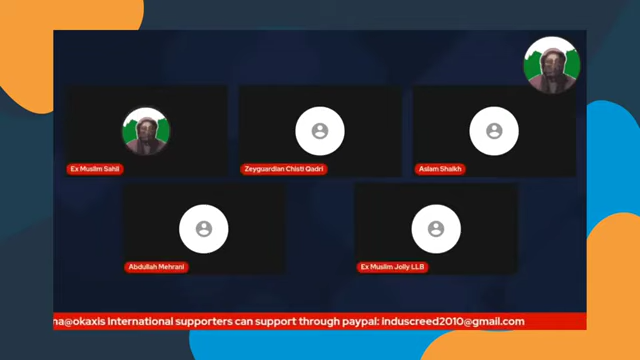 Ex Muslim Sahil
Zeyguardian Chisti Qadri
Aslam Shaikh
Abdullah Mehrani
Ex Muslim Jolly LLB
na@okaxis International supporters can support through paypal: induscreed2010@gmail.com